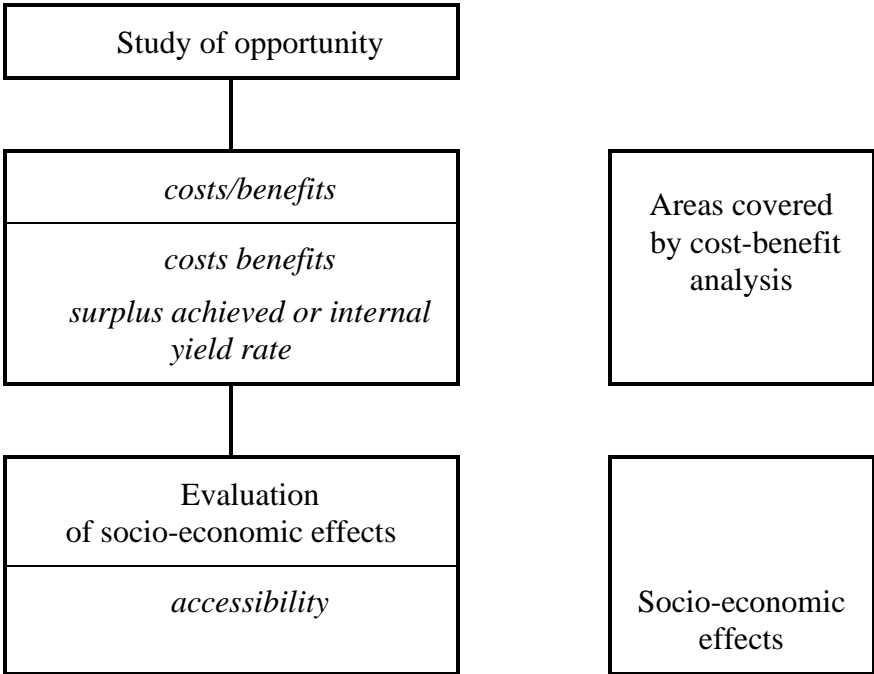 Study of opportunity
costs/benefits
costs benefits
surplus achieved or internal
yield rate
Areas covered
by cost-benefit
analysis
Evaluation
of socio-economic effects
accessibility
Socio-economic
effects